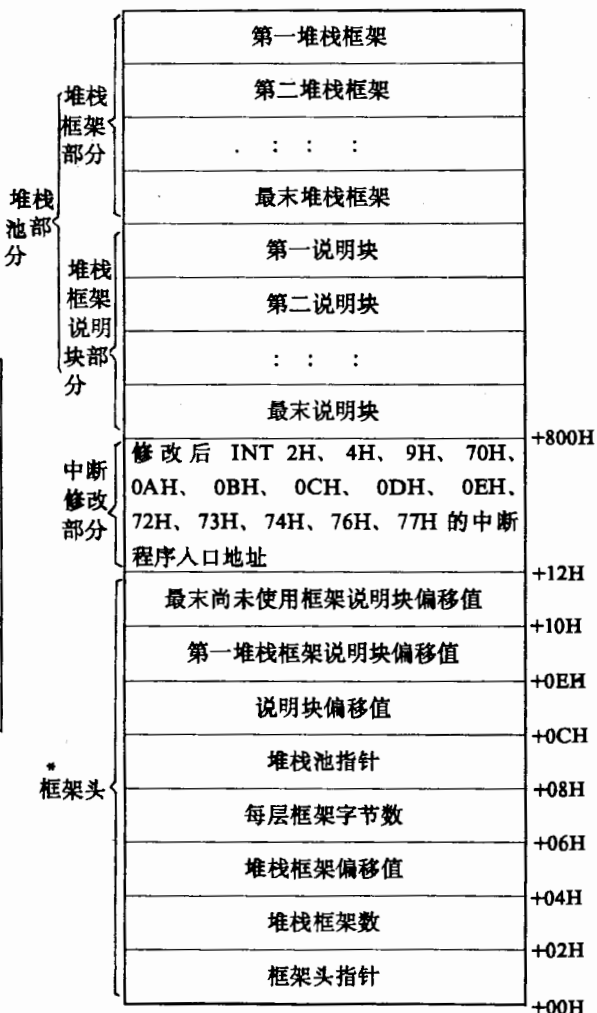 第一堆栈框架
第二堆栈框架
. : : :
最末堆栈框架
第一说明块
第二说明块
: : :
最末说明块
+800H
修改后 INT 2H、4H、9H、70H、
0AH、0BH、0CH、0DH、0EH、
72H、73H、74H、76H、77H 的中断
程序人口地址
+12H
最末尚未使用框架说明块偏移值
+10H
第一堆栈框架说明块偏移值
+0EH
说明块偏移值
+0CH
堆栈池指针
+08H
每层框架字节数
+06H
堆栈框架偏移值
+04H
堆栈框架数
+02H
框架头指针
+00H
堆栈
框架
部分
堆栈
池部
分
堆栈
框架
说明
块部
分
中断
修改
部分
*
框架头